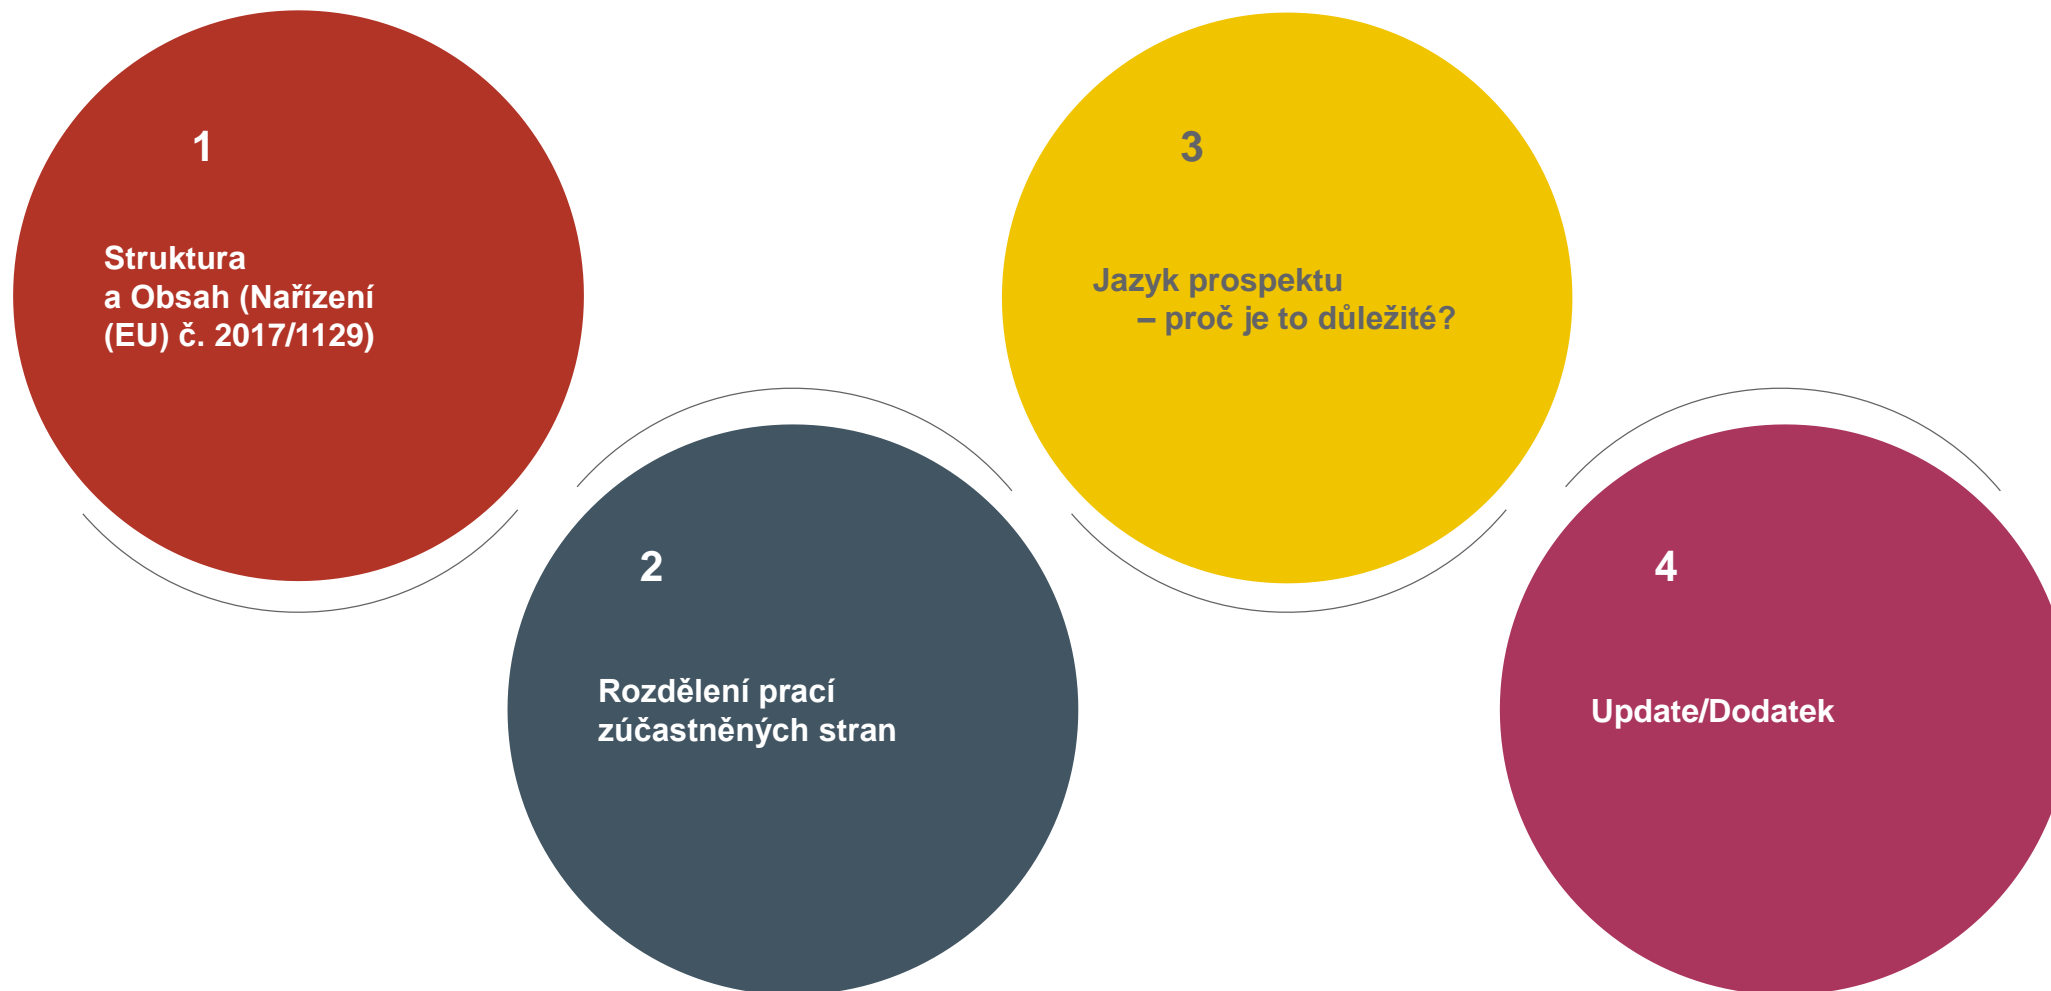 1
Struktura
a Obsah (Nařízení
(EU) č. 2017/1129)
2
Rozdělení prací
zúčastněných stran
3
Jazyk prospektu
– proč je to důležité?
4
Update/Dodatek